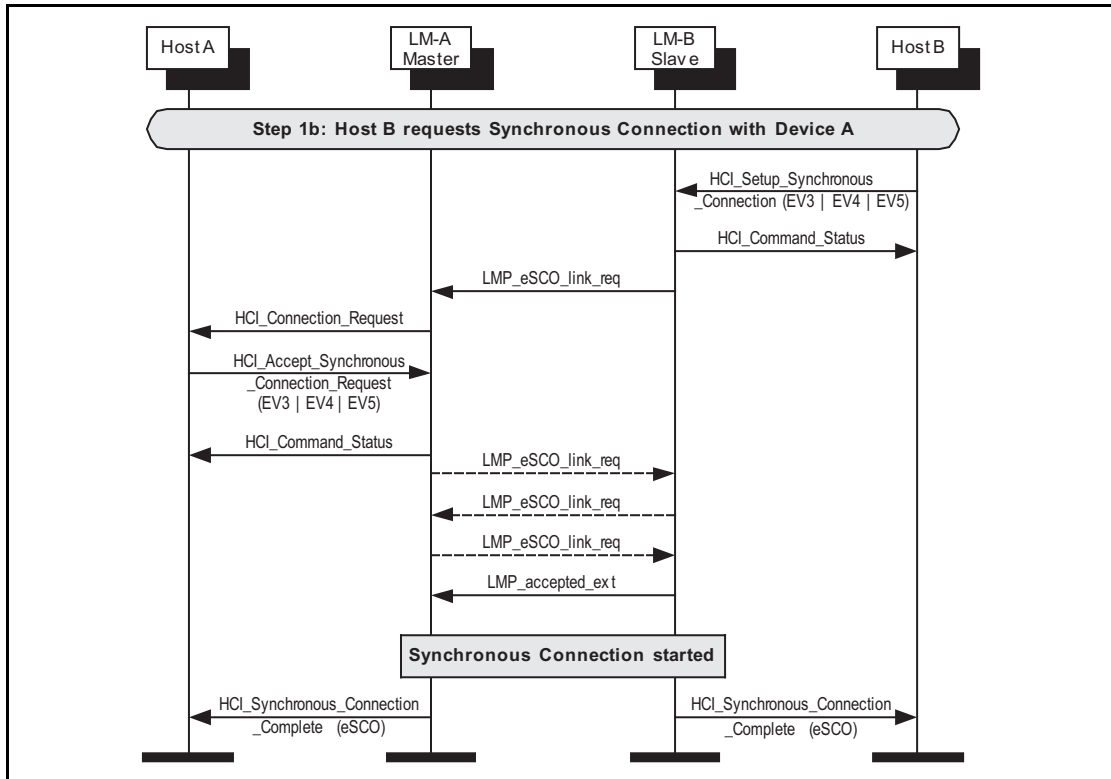 Host A
LM-A
Master
LM-B
Slave
Host B
Step 1b: Host B requests Synchronous Connection with Device A
HCI_Setup_Synchronous
_Connection (EV3 | EV4 | EV5)
HCI_Command_Status
LMP_eSCO_link_req
HCI_Connection_Request
HCI_Accept_Synchronous
_Connection_Request
(EV3 | EV4 | EV5)
HCI_Command_Status
LMP_eSCO_link_req
LMP_eSCO_link_req
LMP_eSCO_link_req
LMP_accepted_ext
Synchronous Connection started
HCI_Synchronous_Connection
_Complete (eSCO)
HCI_Synchronous_Connection
_Complete (eSCO)